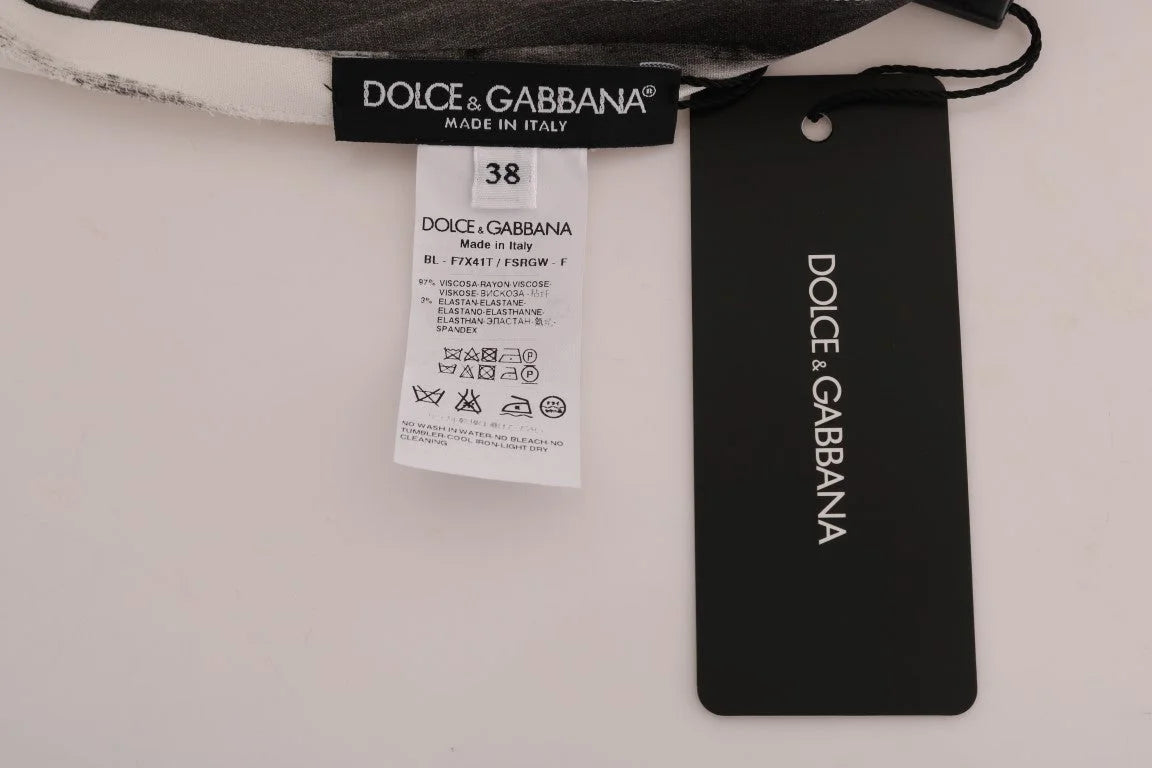 DOLCE & GABBANA®
MADE IN ITALY
38
DOLCE & GABBANA
Made in Italy
BL - F7X41T / FSRGW - F
97% VISCOSA-RAYON-VISCOSE-
VISKOSE-ВИСКОЗА-粘纤
3% ELASTAN-ELASTANE-
ELASTANO-ELASTHANNE-
ELASTHAN-ЭЛАСТАН-
SPANDEX
P
P
NO WASH IN WATER-NO BLEACH-NO
TUMBLER-COOL IRON-LIGHT DRY
CLEANING
DOLCE & GABBANA